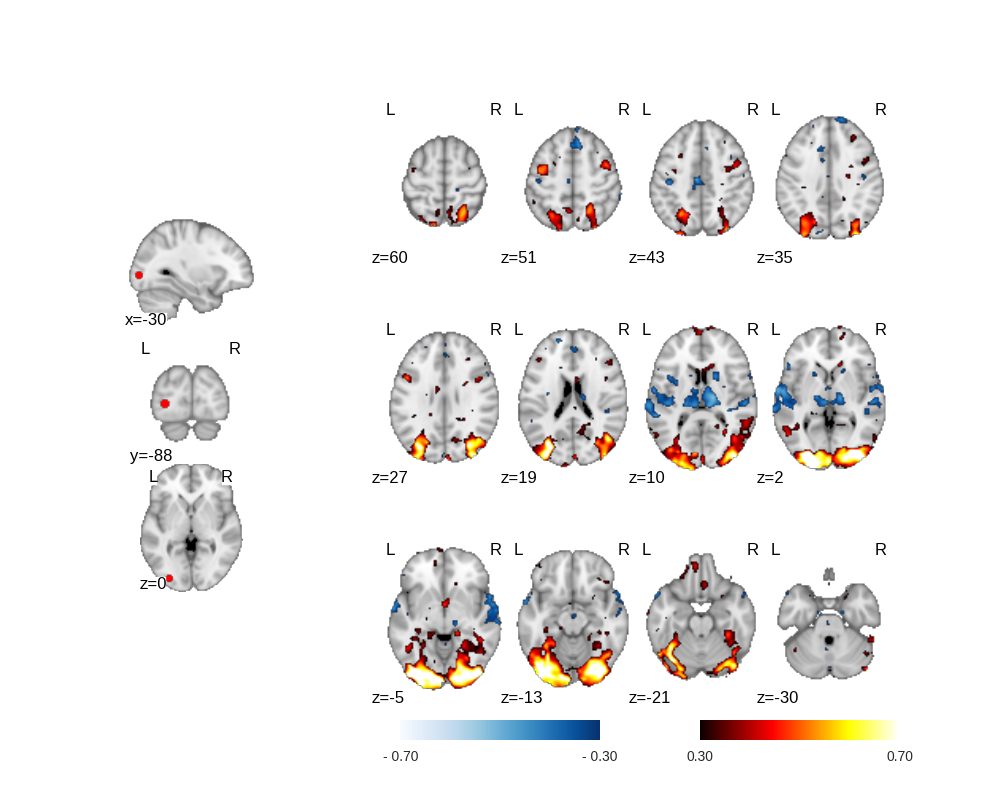 L R L R L R L R
z=60 z=51 z=43 z=35
x=-30
L R
y=-88
L R
z=0
L R L R L R L R
z=27 z=19 z=10 z=2
L R L R L R L R
z=-5 z=-13 z=-21 z=-30
- 0.70 - 0.30 0.30 0.70